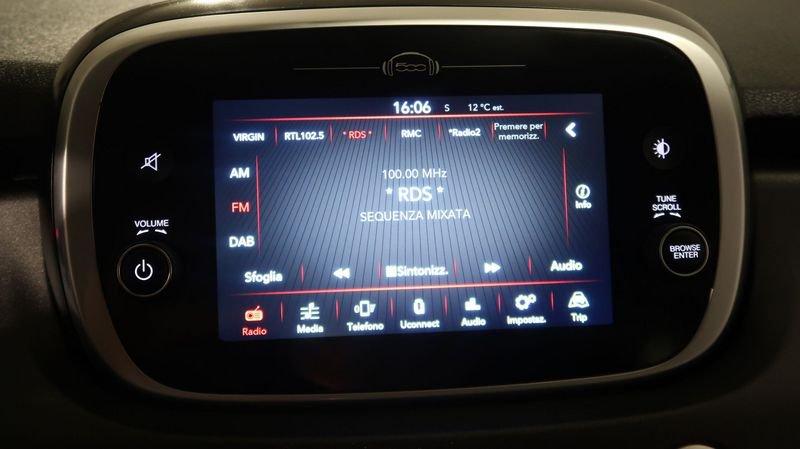 500
16:06 S 12 °C est.
VIRGIN RTL102.5 * RDS * RMC *Radio2 Premere per
memorizz.
AM
100.00 MHz
* RDS *
FM
SEQUENZA MIXATA
Info
DAB
Sfoglia Sintonizz. Audio
Radio Media Telefono Uconnect Audio Impostaz. Trip
VOLUME
TUNE
SCROLL
BROWSE
ENTER